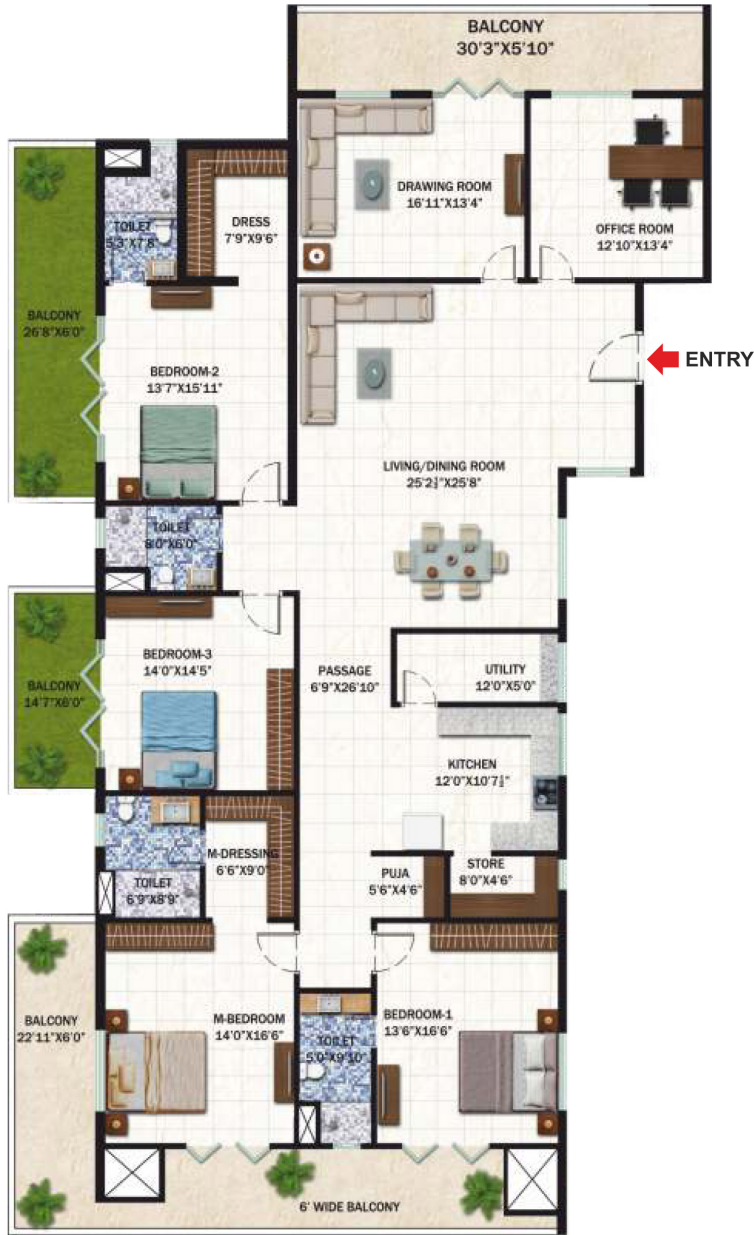 BALCONY
30'3"X5'10"
DRAWING ROOM
16'11"X13'4"
OFFICE ROOM
12'10"X13'4"
TOILET
5'3"X7'8"
DRESS
7'9"X9'6"
BALCONY
26'8"X6'0"
BEDROOM-2
13'7"X15'11"
ENTRY
LIVING/DINING ROOM
25'2½"X25'8"
TOILET
8'0"X6'0"
BEDROOM-3
14'0"X14'5"
BALCONY
14'7"X6'0"
PASSAGE
6'9"X26'10"
UTILITY
12'0"X5'0"
KITCHEN
12'0"X10'7½"
M-DRESSING
6'6"X9'0"
TOILET
6'9"X8'9"
PUJA
5'6"X4'6"
STORE
8'0"X4'6"
BALCONY
22'11"X6'0"
M-BEDROOM
14'0"X16'6"
TOILET
5'0"X9'10"
BEDROOM-1
13'6"X16'6"
6' WIDE BALCONY